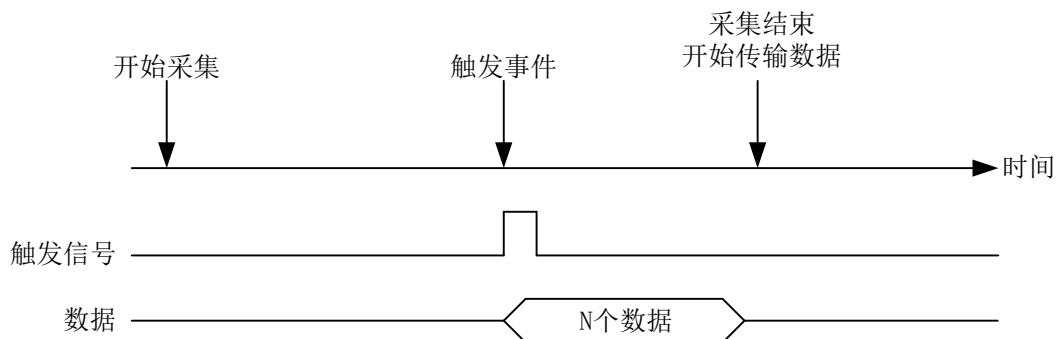 采集结束
开始采集
触发事件
开始传输数据
时间
触发信号
数据
N个数据